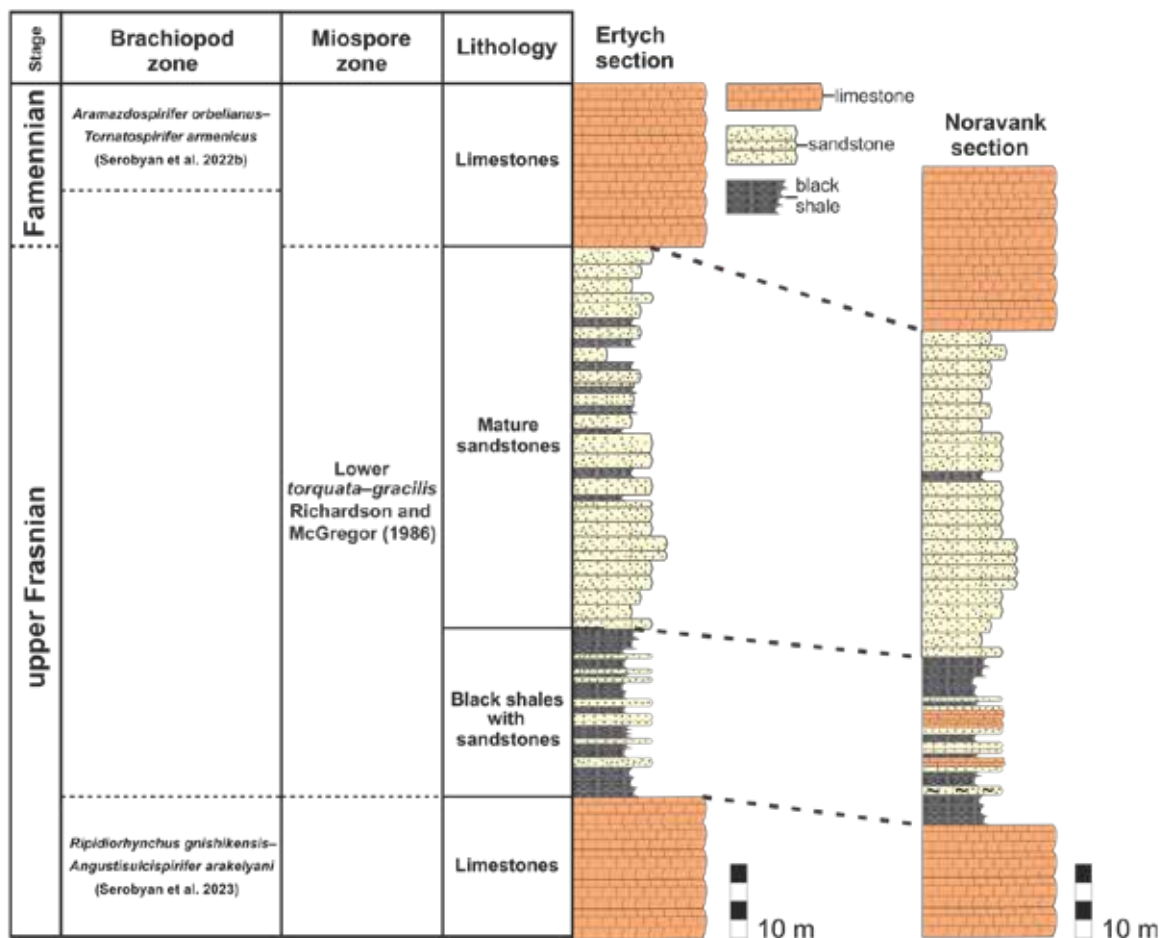 Stage
Brachiopod
zone
Miospore
zone
Lithology
Ertych
section
limestone
sandstone
black
shale
Noravank
section
Famennian
Aramazdospirifer orbelianus–
Tornatospirifer armenicus
(Serobyan et al. 2022b)
Limestones
upper Frasnian
Lower
torquata–gracilis
Richardson and
McGregor (1986)
Mature
sandstones
Black shales
with
sandstones
Ripidiorhynchus gnishikensis–
Angustisulcispirifer arakelyani
(Serobyan et al. 2023)
Limestones
10 m
10 m